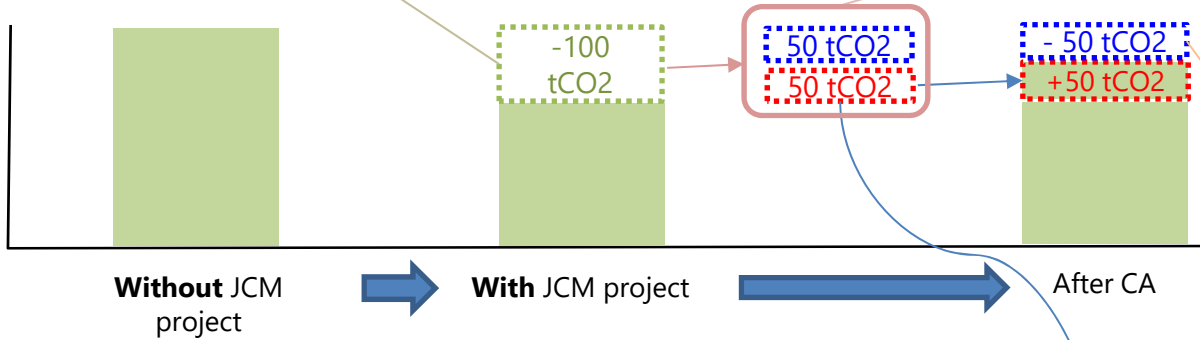 -100
tCO2
50 tCO2
50 tCO2
- 50 tCO2
+50 tCO2
Without JCM
project
With JCM project
After CA